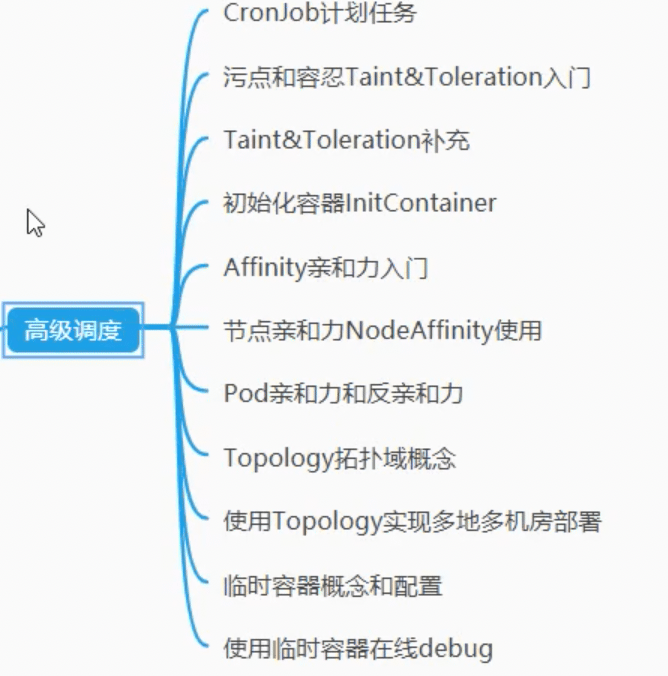 CronJob计划任务
污点和容忍Taint&Toleration入门
Taint&Toleration补充
初始化容器InitContainer
Affinity亲和力入门
高级调度
节点亲和力NodeAffinity使用
Pod亲和力和反亲和力
Topology拓扑域概念
使用Topology实现多地多机房部署
临时容器概念和配置
使用临时容器在线debug